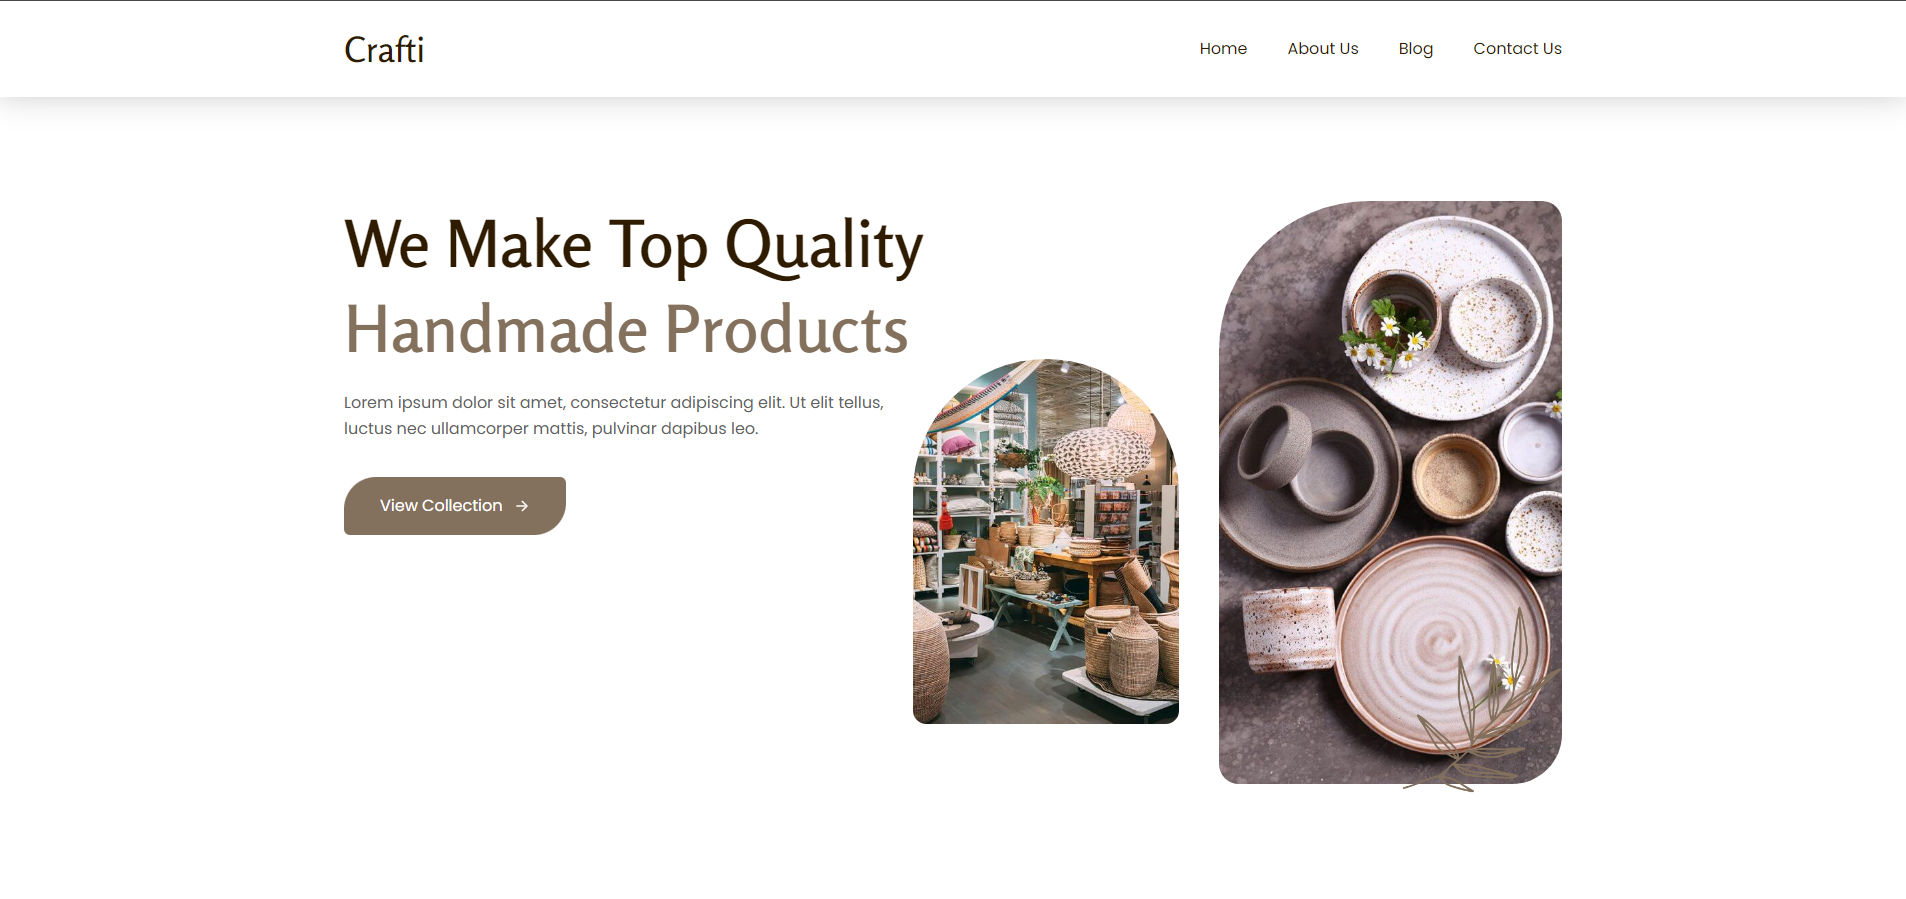 Crafti
Home About Us Blog Contact Us
We Make Top Quality
Handmade Products
Lorem ipsum dolor sit amet, consectetur adipiscing elit. Ut elit tellus,
luctus nec ullamcorper mattis, pulvinar dapibus leo.
View Collection →